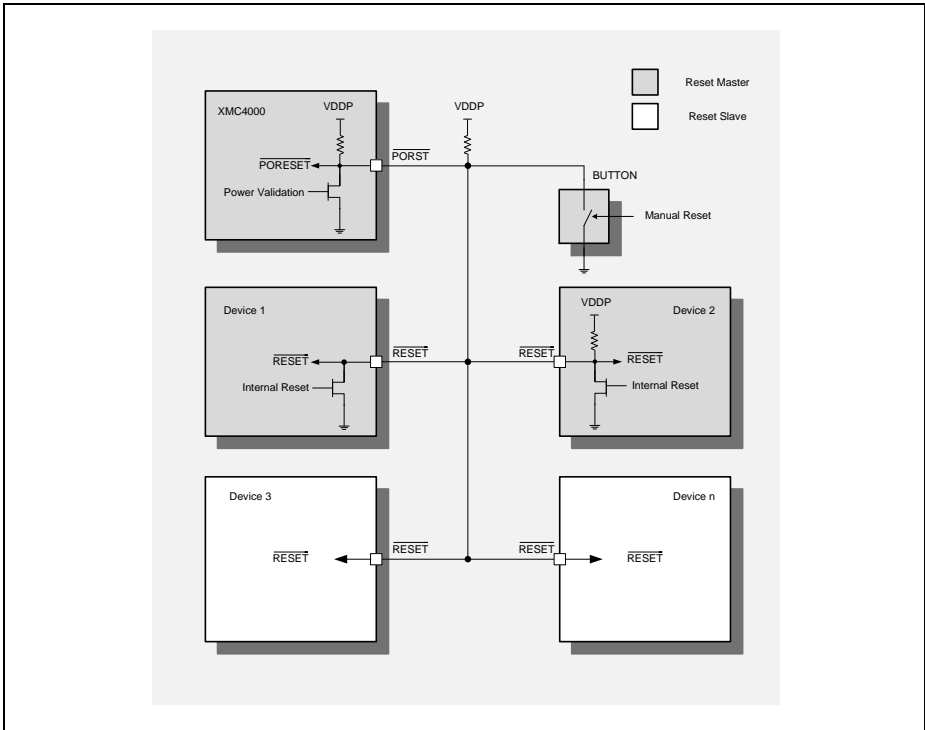 Reset Master
Reset Slave
XMC4000
VDDP
VDDP
PORESET
PORST
Power Validation
BUTTON
Manual Reset
Device 1
RESET
RESET
Internal Reset
VDDP
Device 2
RESET
RESET
Internal Reset
Device 3
RESET
RESET
Device n
RESET
RESET